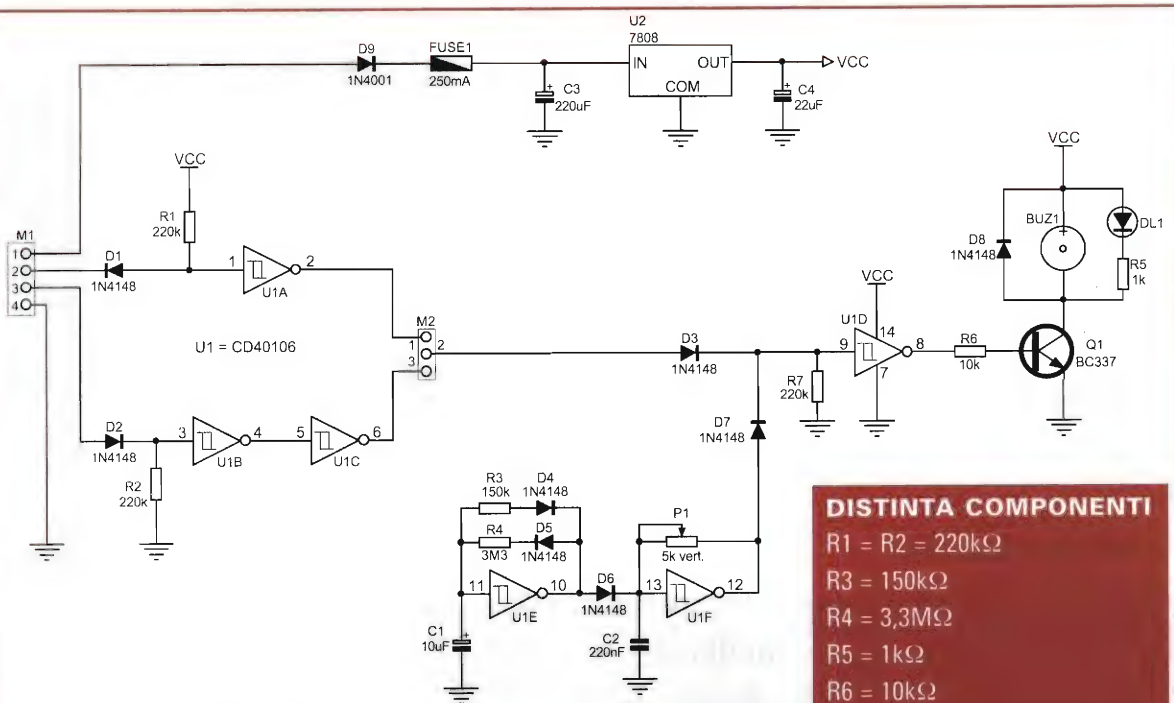 U2
7808
IN OUT
COM
VCC
D9
1N4001
FUSE1
250mA
C3
220uF
C4
22uF
VCC
R1
220k
M1
1
2
3
4
D1
1N4148
1 2
U1A
U1 = CD40106
M2
1
2
3
D2
1N4148
R2
220k
3 4
U1B
5 6
U1C
D3
1N4148
R7
220k
D7
1N4148
VCC
U1D
14
9 8
7
R6
10k
VCC
BUZ1
DL1
D8
1N4148
R5
1k
Q1
BC337
R3
150k
D4
1N4148
R4
3M3
D5
1N4148
11 10
U1E
C1
10uF
D6
1N4148
P1
5k vert.
13 12
U1F
C2
220nF
DISTINTA COMPONENTI
R1 = R2 = 220kΩ
R3 = 150kΩ
R4 = 3,3MΩ
R5 = 1kΩ
R6 = 10kΩ